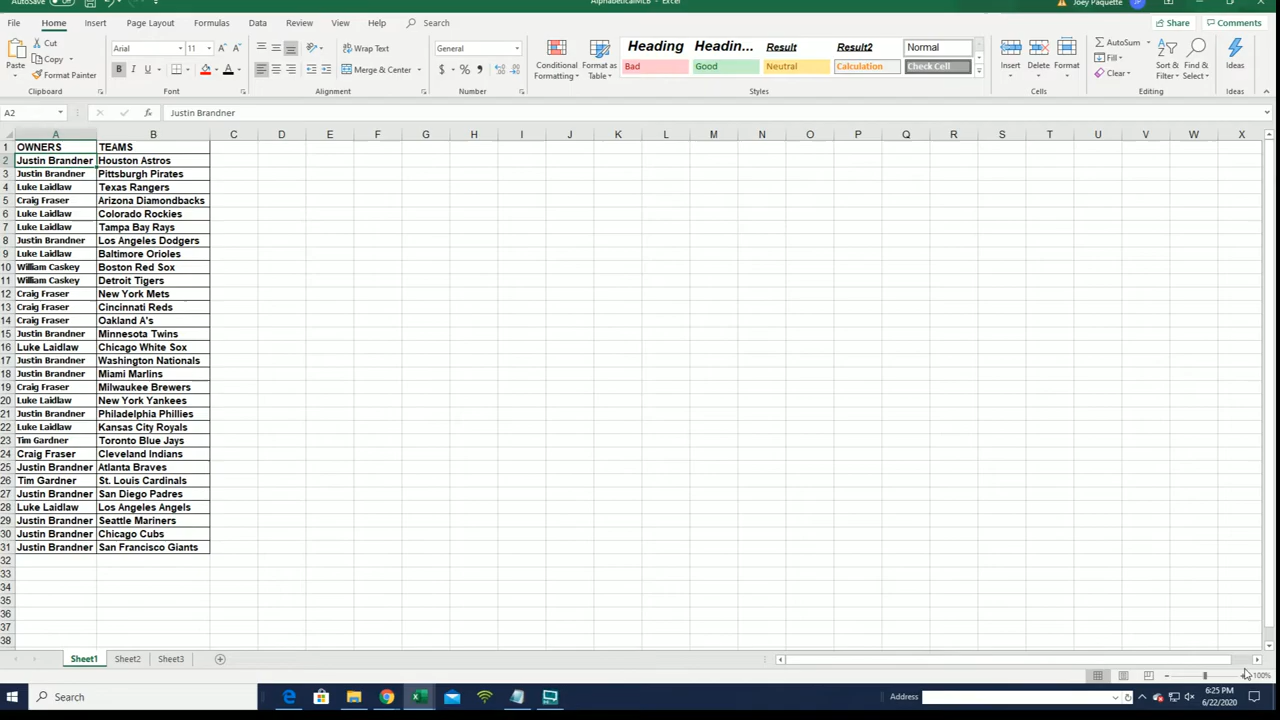 AutoSave
AlphabeticalMLB - Excel
Joey Paquette
JP
File Home Insert Page Layout Formulas Data Review View Help Search
Share Comments
Paste
Cut
Copy
Format Painter
Arial 11
B I U
Wrap Text
Merge & Center
General
$ % ,
Conditional Formatting
Format as Table
Heading Headin... Result Result2 Normal
Bad Good Neutral Calculation Check Cell
Insert Delete Format
AutoSum
Fill
Clear
Sort & Filter
Find & Select
Ideas
Clipboard Font Alignment Number Styles Cells Editing Ideas
A2 fx Justin Brandner
A B C D E F G H I J K L M N O P Q R S T U V W X
1 OWNERS TEAMS
2 Justin Brandner Houston Astros
3 Justin Brandner Pittsburgh Pirates
4 Luke Laidlaw Texas Rangers
5 Craig Fraser Arizona Diamondbacks
6 Luke Laidlaw Colorado Rockies
7 Luke Laidlaw Tampa Bay Rays
8 Justin Brandner Los Angeles Dodgers
9 Luke Laidlaw Baltimore Orioles
10 William Caskey Boston Red Sox
11 William Caskey Detroit Tigers
12 Craig Fraser New York Mets
13 Craig Fraser Cincinnati Reds
14 Craig Fraser Oakland A's
15 Justin Brandner Minnesota Twins
16 Luke Laidlaw Chicago White Sox
17 Justin Brandner Washington Nationals
18 Justin Brandner Miami Marlins
19 Craig Fraser Milwaukee Brewers
20 Luke Laidlaw New York Yankees
21 Justin Brandner Philadelphia Phillies
22 Luke Laidlaw Kansas City Royals
23 Tim Gardner Toronto Blue Jays
24 Craig Fraser Cleveland Indians
25 Justin Brandner Atlanta Braves
26 Tim Gardner St. Louis Cardinals
27 Justin Brandner San Diego Padres
28 Luke Laidlaw Los Angeles Angels
29 Justin Brandner Seattle Mariners
30 Justin Brandner Chicago Cubs
31 Justin Brandner San Francisco Giants
32
33
34
35
36
37
38
Sheet1 Sheet2 Sheet3
100%
Search
Address
6:25 PM
6/22/2020